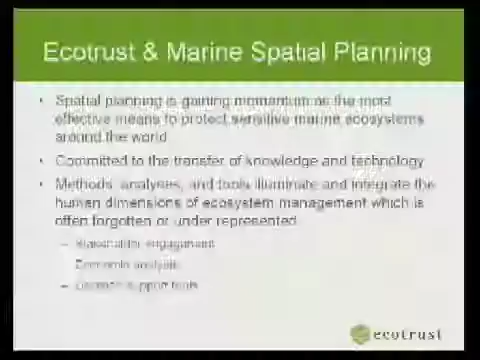 Ecotrust & Marine Spatial Planning
• Spatial planning is gaining momentum as the most
effective means to protect sensitive marine ecosystems
around the world
• Committed to the transfer of knowledge and technology
• Methods, analyses, and tools illuminate and integrate the
human dimensions of ecosystem management which is
often forgotten or under represented
– Stakeholder engagement
Economic analysis
– Decision support tools
ecotrust